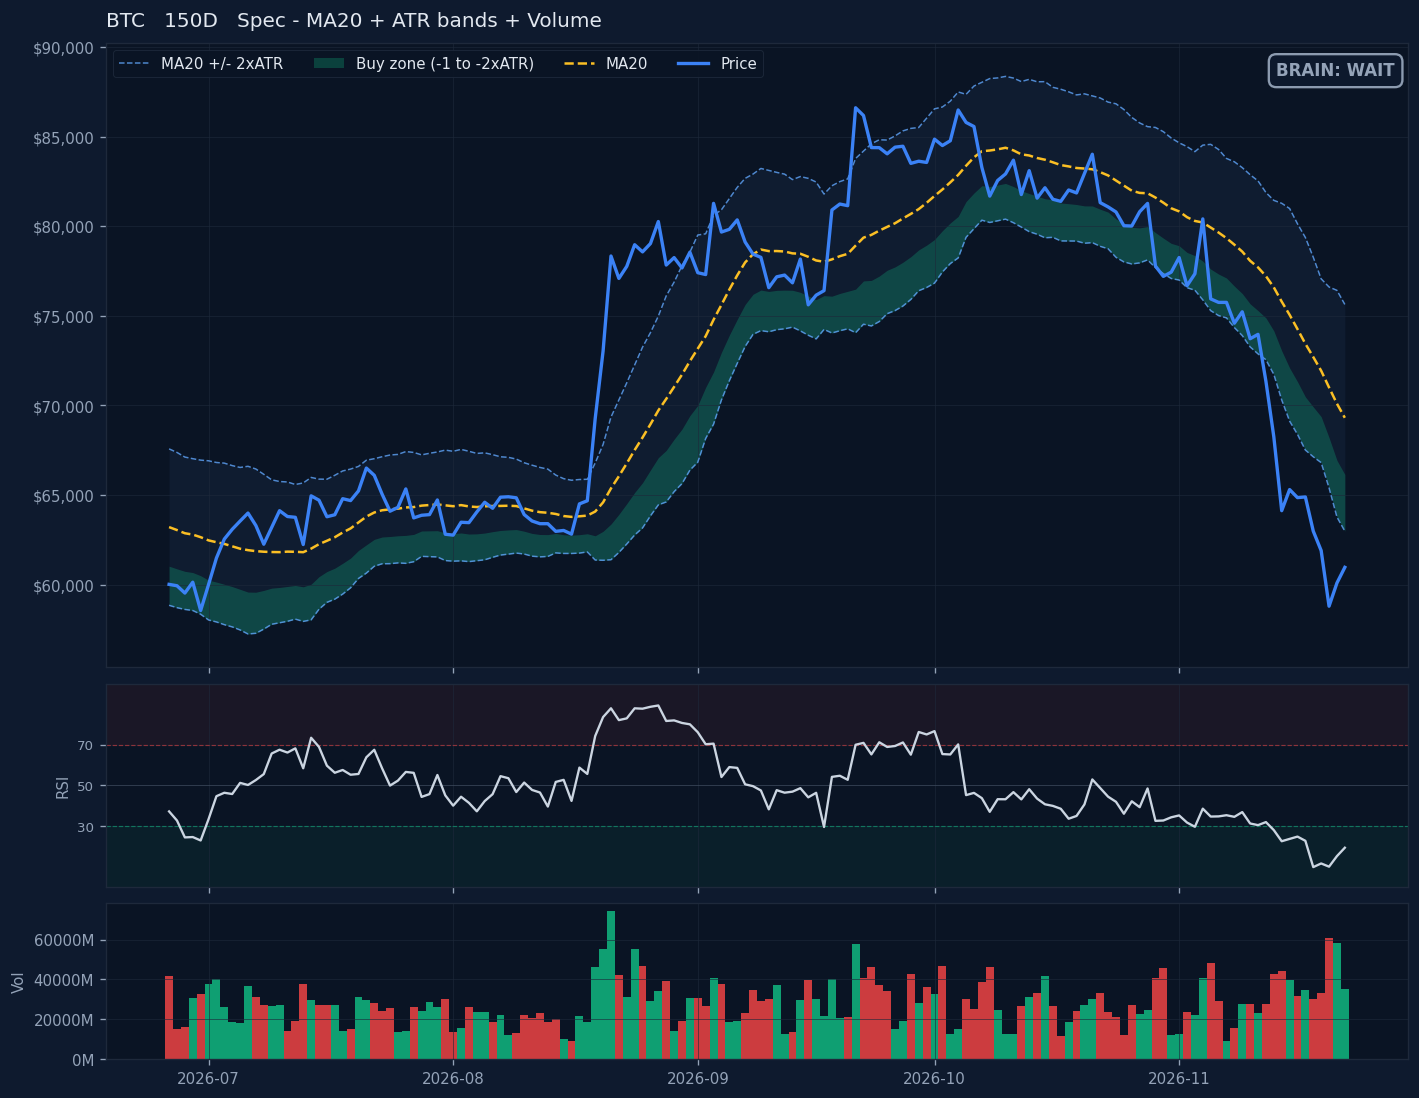 BTC   150D   Spec - MA20 + ATR bands + Volume
MA20 +/- 2xATR   Buy zone (-1 to -2xATR)   MA20   Price
BRAIN: WAIT
$90,000
$85,000
$80,000
$75,000
$70,000
$65,000
$60,000
RSI
70
50
30
Vol
60000M
40000M
20000M
0M
2026-07   2026-08   2026-09   2026-10   2026-11